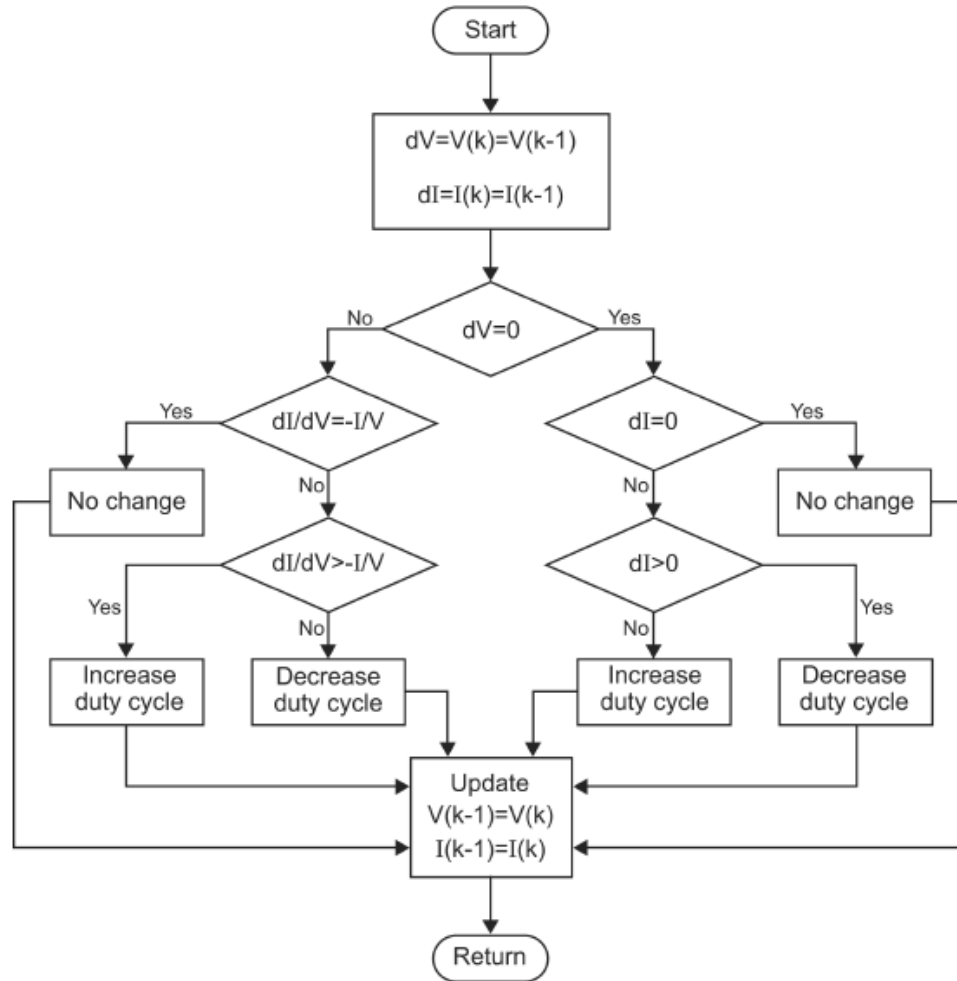 Start
dV=V(k)=V(k-1)
dI=I(k)=I(k-1)
dV=0
No
Yes
dI/dV=-I/V
Yes
No
dI=0
Yes
No
No change
No change
dI/dV>-I/V
Yes
No
dI>0
No
Yes
Increase
duty cycle
Decrease
duty cycle
Increase
duty cycle
Decrease
duty cycle
Update
V(k-1)=V(k)
I(k-1)=I(k)
Return